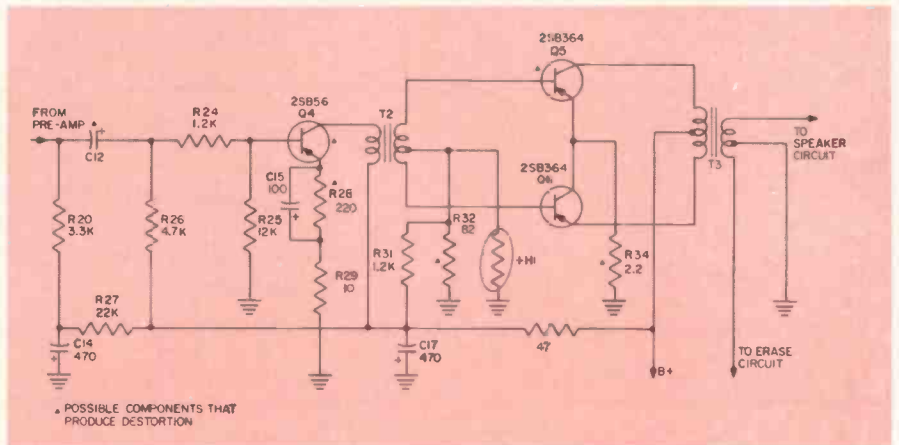 2SB364
Q5
FROM
PRE-AMP
C12
R24
1.2K
2SB56
Q4
T2
T3
TO
SPEAKER
CIRCUIT
C15
100
R28
220
2SB364
Q6
R20
3.3K
R26
4.7K
R25
12K
R29
10
R31
1.2K
R32
82
TH1
R34
2.2
R27
22K
C14
470
C17
470
47
B+
TO ERASE
CIRCUIT
▲ POSSIBLE COMPONENTS THAT
PRODUCE DESTORTION